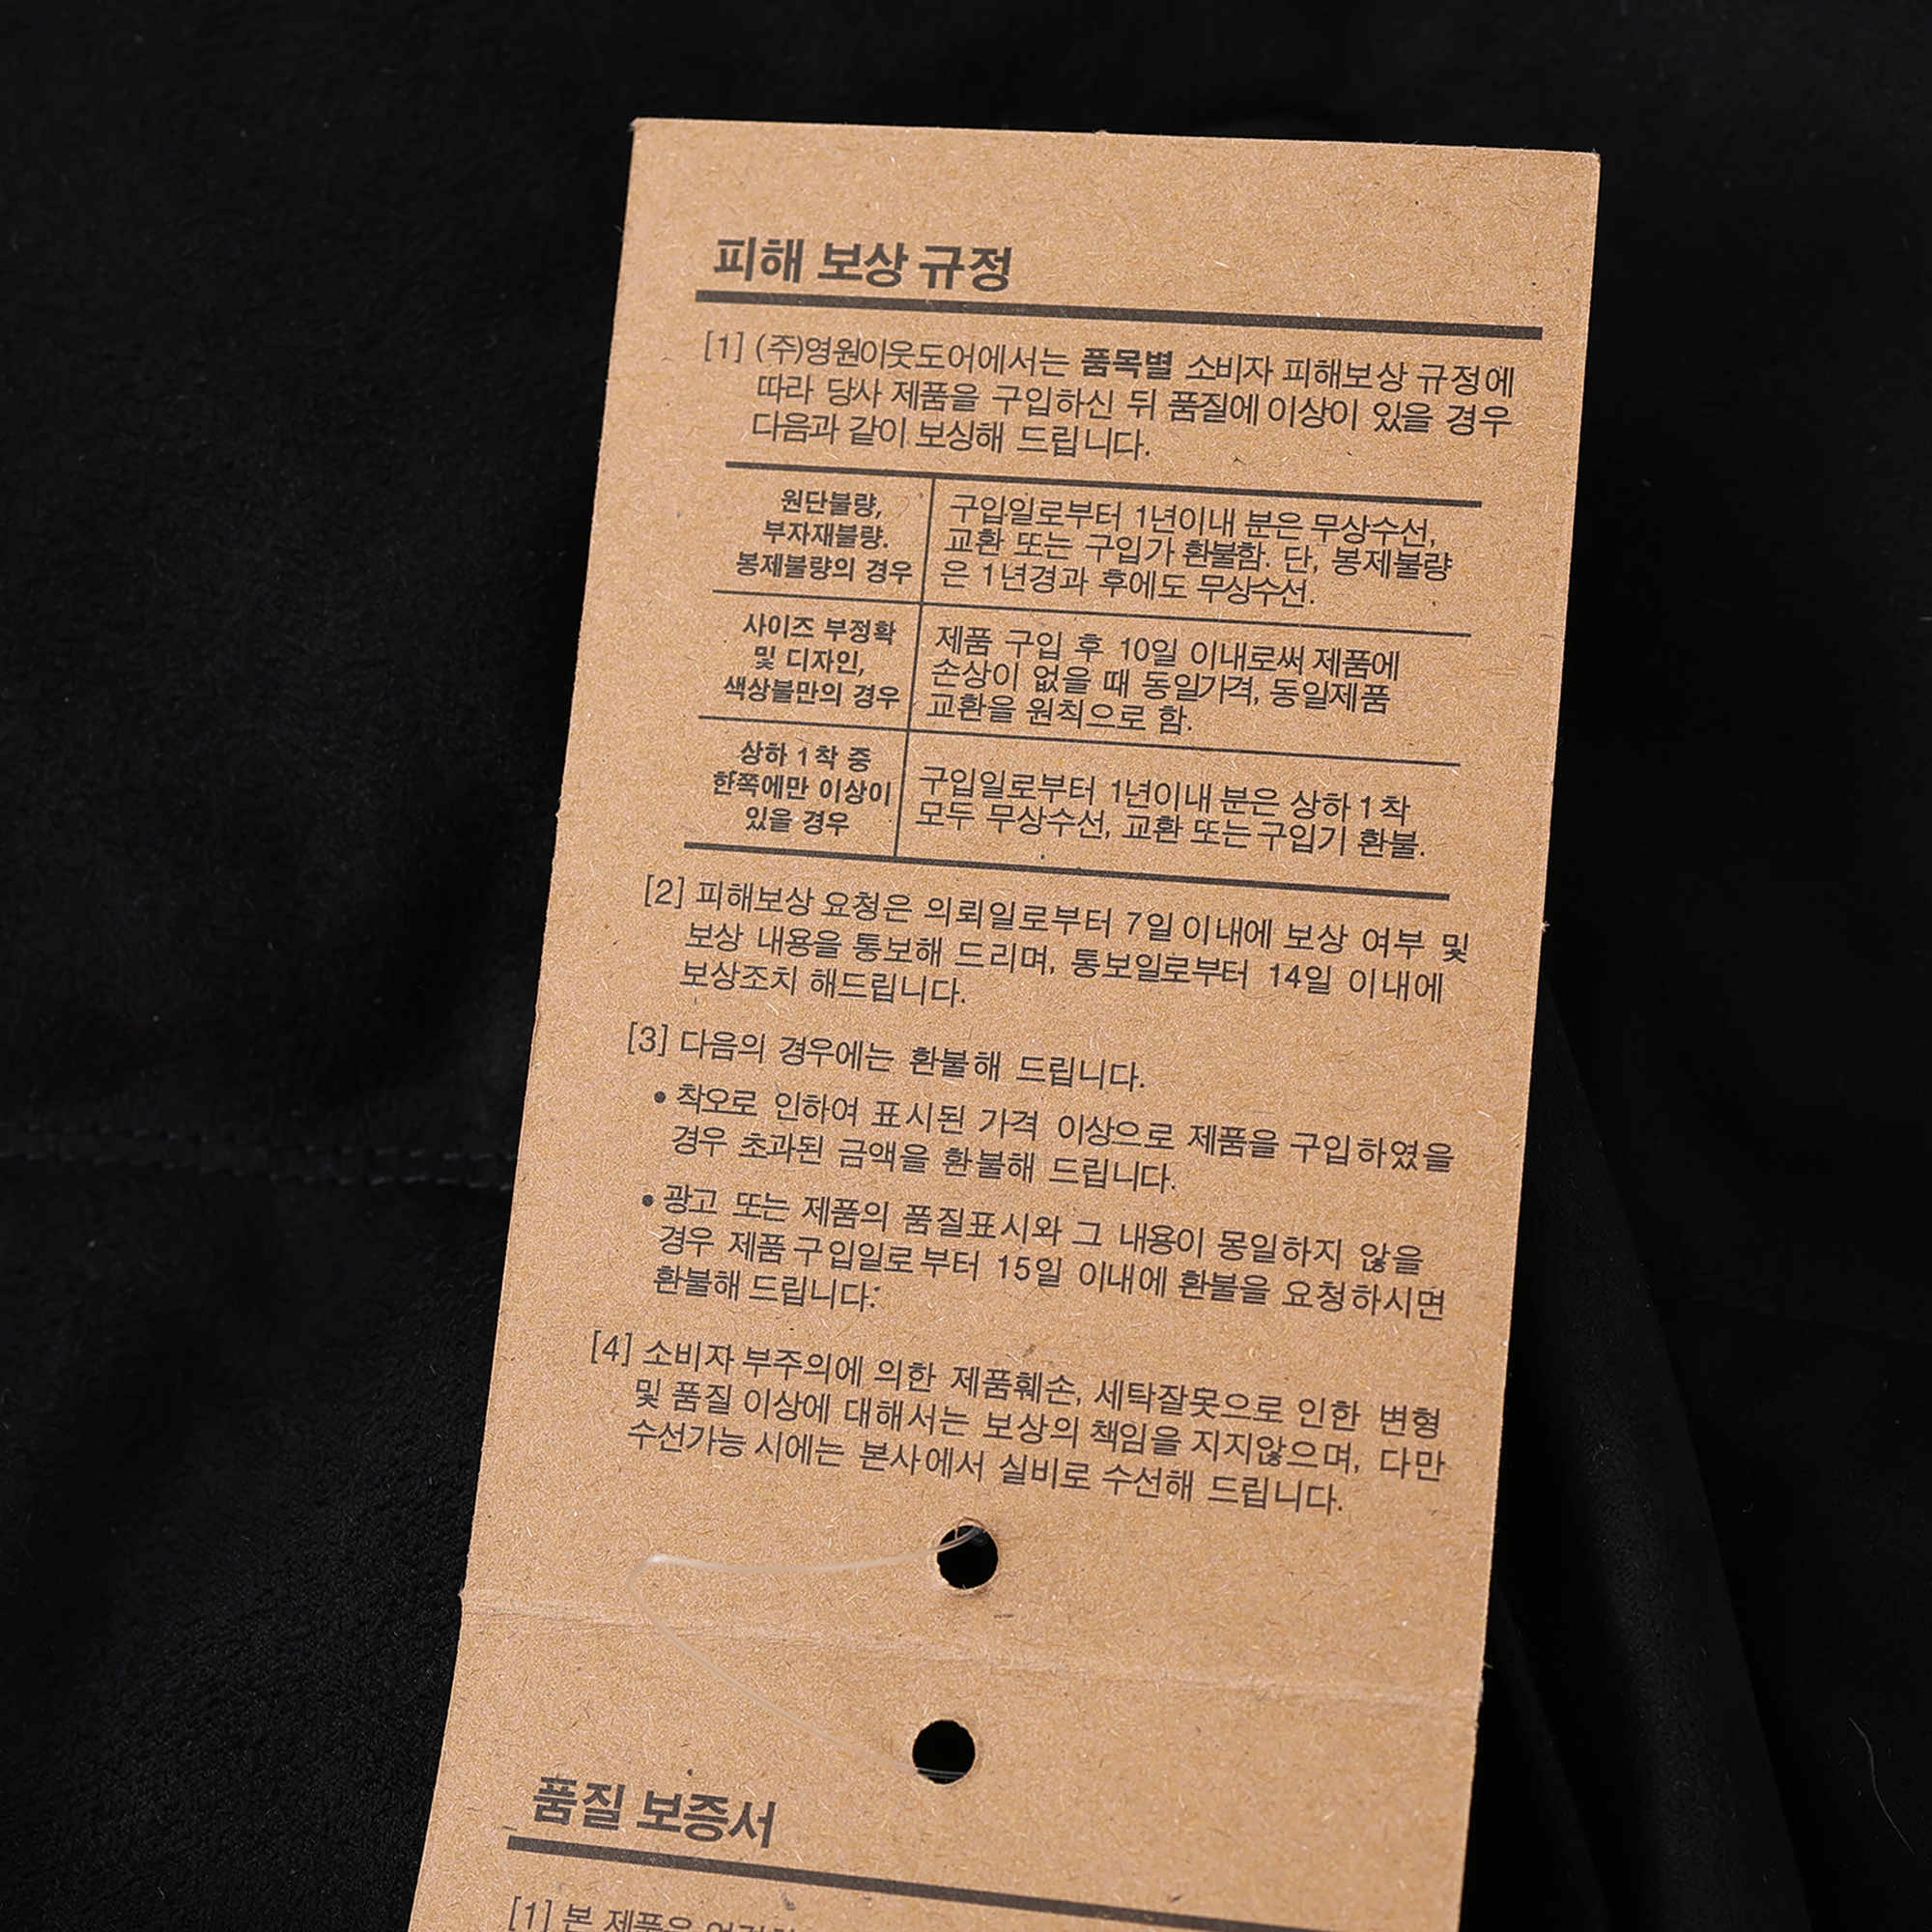 피해 보상 규정
[1] (주)영원이웃도어에서는 품목별 소비자 피해보상 규정에
따라 당사 제품을 구입하신 뒤 품질에 이상이 있을 경우
다음과 같이 보싱해 드립니다.
원단불량,
부자재불량.
봉제불량의 경우
구입일로부터 1년이내 분은 무상수선,
교환 또는 구입가 환불함. 단, 봉제불량
은 1년경과 후에도 무상수선.
사이즈 부정확
및 디자인,
색상불만의 경우
제품 구입 후 10일 이내로써 제품에
손상이 없을 때 동일가격, 동일제품
교환을 원칙으로 함.
상하 1착 중
한쪽에만 이상이
있을 경우
구입일로부터 1년이내 분은 상하 1착
모두 무상수선, 교환 또는 구입기 환불.
[2] 피해보상 요청은 의뢰일로부터 7일 이내에 보상 여부 및
보상 내용을 통보해 드리며, 통보일로부터 14일 이내에
보상조치 해드립니다.
[3] 다음의 경우에는 환불해 드립니다.
• 착오로 인하여 표시된 가격 이상으로 제품을 구입하였을
경우 초과된 금액을 환불해 드립니다.
• 광고 또는 제품의 품질표시와 그 내용이 몽일하지 않을
경우 제품 구입일로부터 15일 이내에 환불을 요청하시면
환불해 드립니다.
[4] 소비자 부주의에 의한 제품훼손, 세탁잘못으로 인한 변형
및 품질 이상에 대해서는 보상의 책임을 지지않으며, 다만
수선가능 시에는 본사에서 실비로 수선해 드립니다.
품질 보증서
[1] 본 제품은